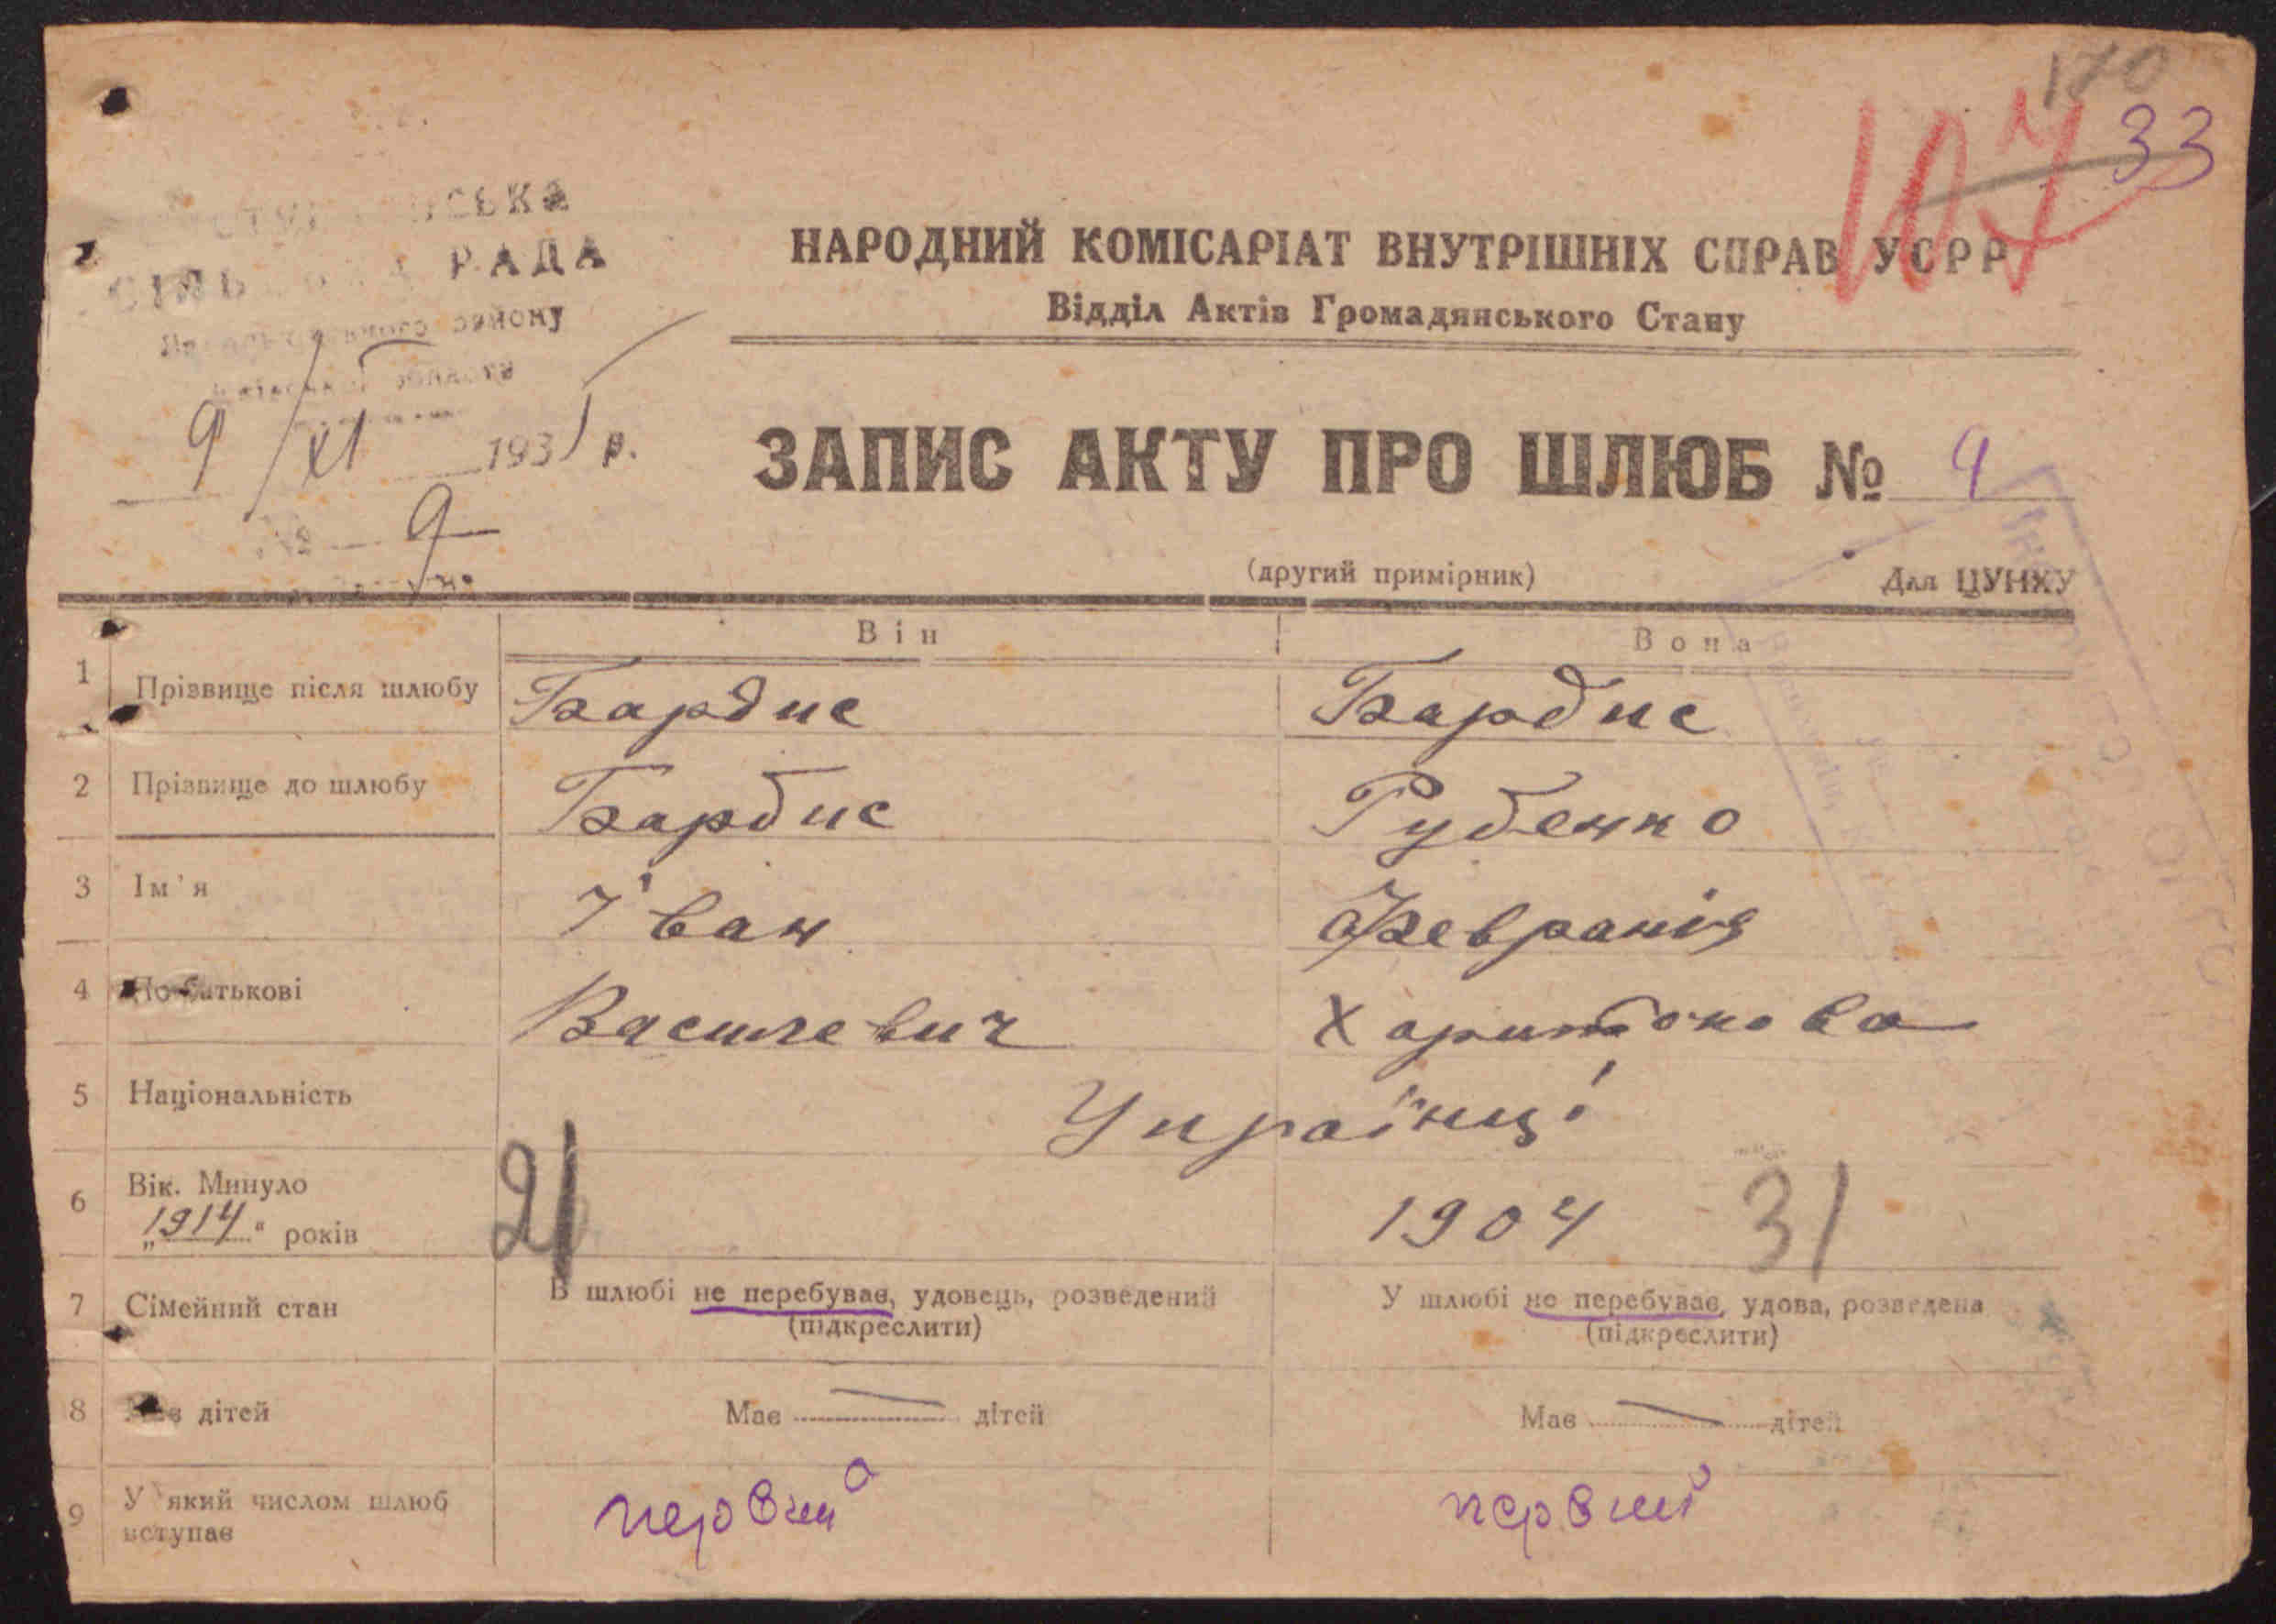 170
107
33
РАДА
району
9/XI 1935 р.
9
НАРОДНИЙ КОМІСАРІАТ ВНУТРІШНІХ СПРАВ УСРР
Відділ Актів Громадянського Стану
ЗАПИС АКТУ ПРО ШЛЮБ № 9
(другий примірник)
Для ЦУНХУ
Він Вона
1 Прізвище після шлюбу Бардис Бардис
2 Прізвище до шлюбу Бардис Рубенко
3 Ім'я Іван Февранія
4 По-батькові Василевич Харитонова
5 Національність Українці
6 Вік. Минуло „1914" років 21 1904 31
7 Сімейний стан В шлюбі не перебував, удовець, розведений (підкреслити) У шлюбі не перебуває, удова, розведена (підкреслити)
8 Має дітей Має — дітей Має — дітей
9 У який числом шлюб вступає первий первий